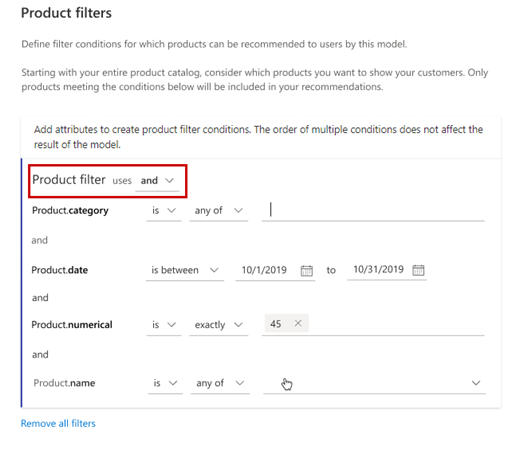 Product filters
Define filter conditions for which products can be recommended to users by this model.
Starting with your entire product catalog, consider which products you want to show your customers. Only
products meeting the conditions below will be included in your recommendations.
Add attributes to create product filter conditions. The order of multiple conditions does not affect the
result of the model.
Product filter uses and
Product.category is any of
and
Product.date is between 10/1/2019 to 10/31/2019
and
Product.numerical is exactly 45 ×
and
Product.name is any of
Remove all filters